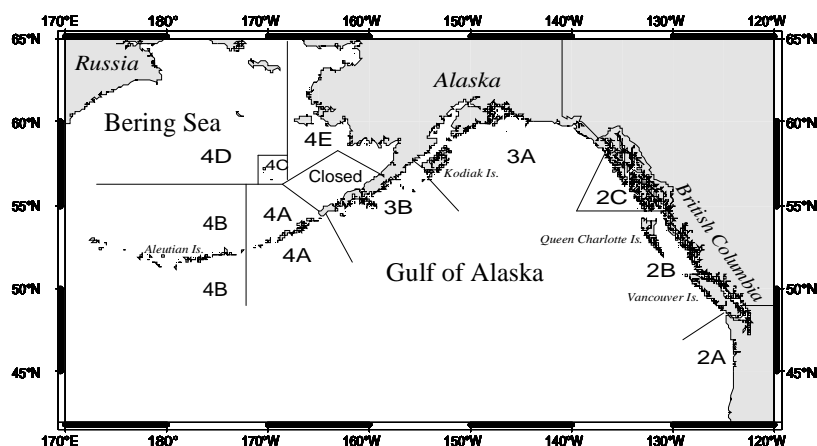 170°E 180° 170°W 160°W 150°W 140°W 130°W 120°W
65°N 65°N
Russia
Alaska
Bering Sea
60°N 60°N
4E
4D
4C
3A
Closed
Kodiak Is.
British Columbia
55°N 55°N
4B
4A
3B
2C
Aleutian Is.
4A
Queen Charlotte Is.
Gulf of Alaska
2B
50°N 50°N
4B
Vancouver Is.
45°N 45°N
2A
170°E 180° 170°W 160°W 150°W 140°W 130°W 120°W